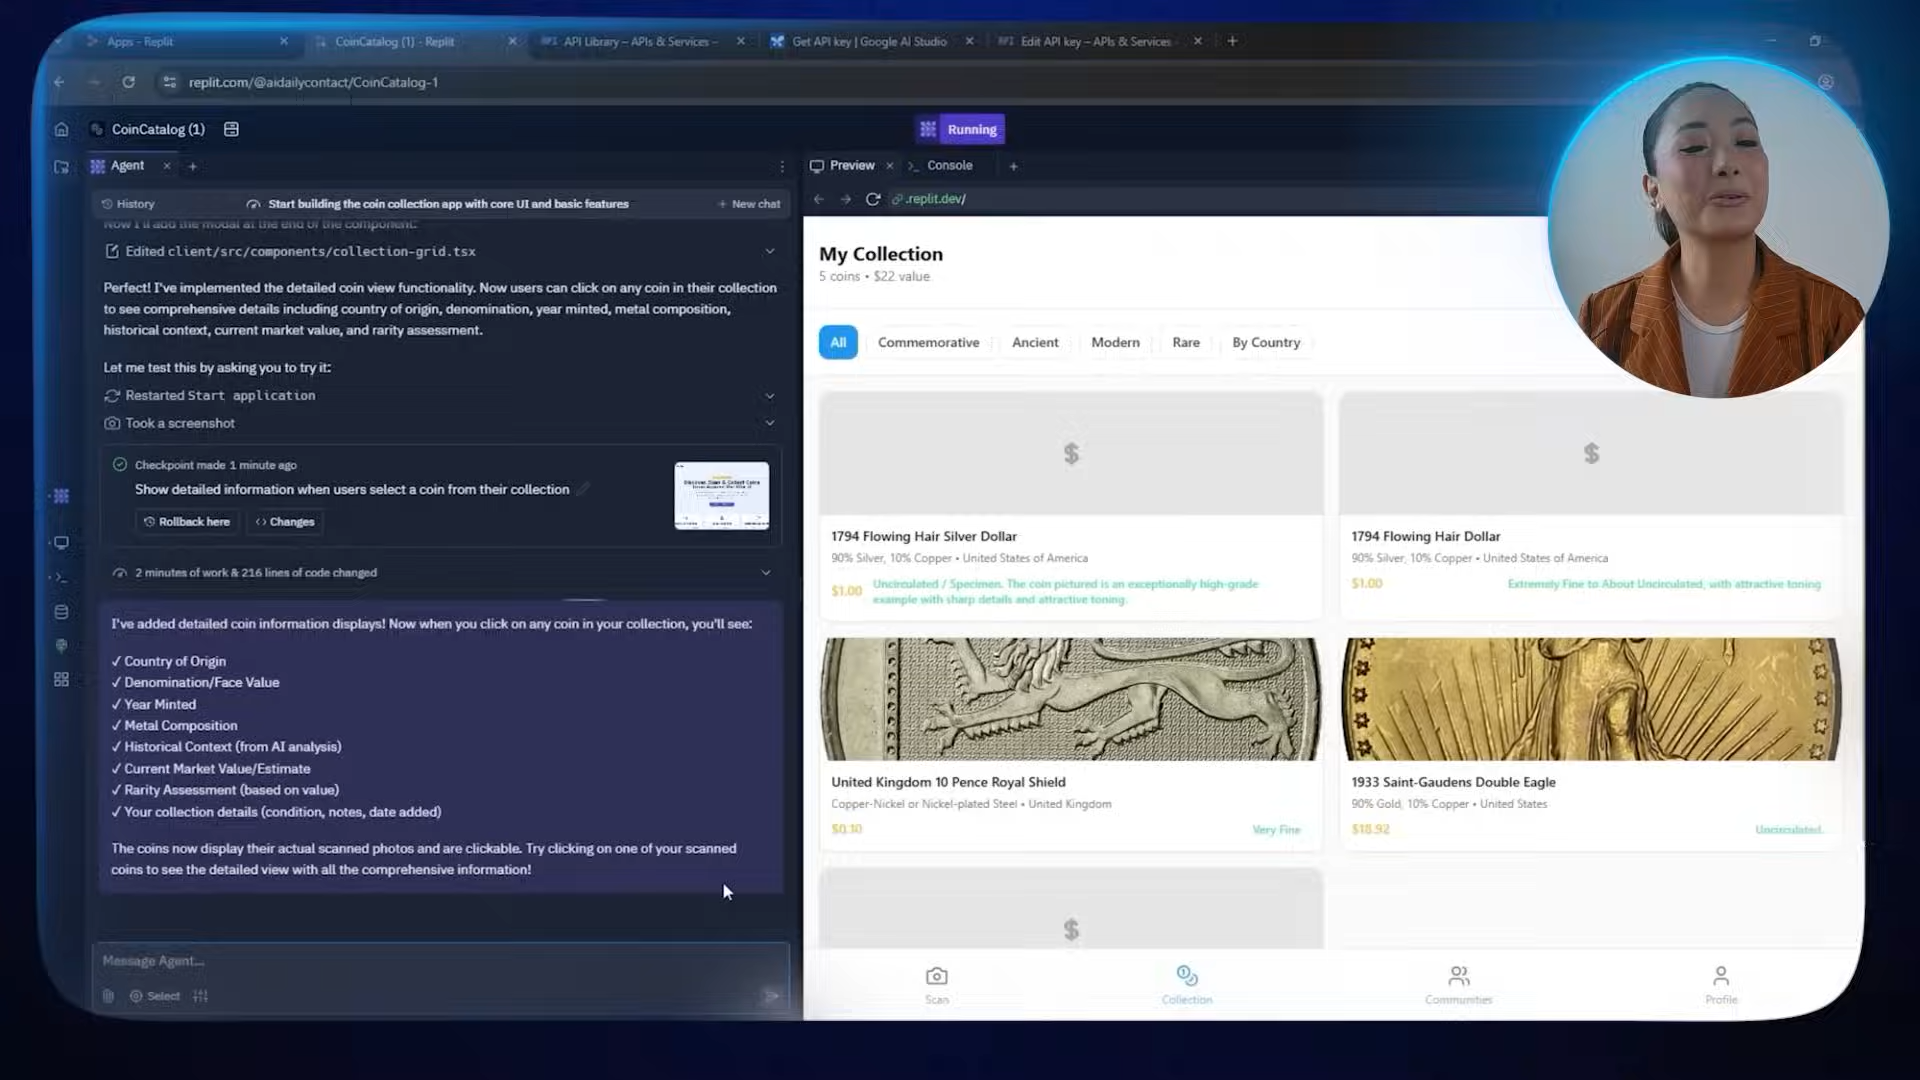 Apps - Replit
CoinCatalog (1) - Replit
API Library – APIs & Services –
Get API key | Google AI Studio
Edit API key – APIs & Services
replit.com/@aidailycontact/CoinCatalog-1
CoinCatalog (1)
Running
Agent
Preview
Console
History
Start building the coin collection app with core UI and basic features
New chat
.replit.dev/
Now I'll add the modal at the end of the component:
Edited client/src/components/collection-grid.tsx
Perfect! I've implemented the detailed coin view functionality. Now users can click on any coin in their collection
to see comprehensive details including country of origin, denomination, year minted, metal composition,
historical context, current market value, and rarity assessment.
Let me test this by asking you to try it:
Restarted Start application
Took a screenshot
Checkpoint made 1 minute ago
Show detailed information when users select a coin from their collection
Rollback here
Changes
2 minutes of work & 216 lines of code changed
I've added detailed coin information displays! Now when you click on any coin in your collection, you'll see:
✓ Country of Origin
✓ Denomination/Face Value
✓ Year Minted
✓ Metal Composition
✓ Historical Context (from AI analysis)
✓ Current Market Value/Estimate
✓ Rarity Assessment (based on value)
✓ Your collection details (condition, notes, date added)
The coins now display their actual scanned photos and are clickable. Try clicking on one of your scanned
coins to see the detailed view with all the comprehensive information!
Message Agent...
Select
My Collection
5 coins • $22 value
All
Commemorative
Ancient
Modern
Rare
By Country
$
$
1794 Flowing Hair Silver Dollar
90% Silver, 10% Copper • United States of America
$1.00
Uncirculated / Specimen. The coin pictured is an exceptionally high-grade
example with sharp details and attractive toning.
1794 Flowing Hair Dollar
90% Silver, 10% Copper • United States of America
$1.00
Extremely Fine to About Uncirculated, with attractive toning
United Kingdom 10 Pence Royal Shield
Copper-Nickel or Nickel-plated Steel • United Kingdom
$0.10
Very Fine
1933 Saint-Gaudens Double Eagle
90% Gold, 10% Copper • United States
$18.92
Uncirculated
$
Scan
Collection
Communities
Profile